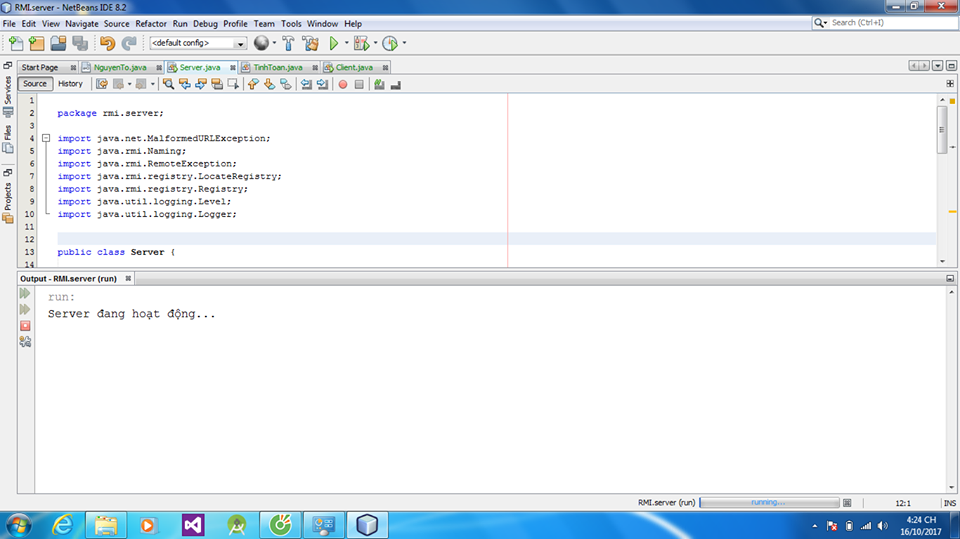 RMI.server - NetBeans IDE 8.2
File Edit View Navigate Source Refactor Run Debug Profile Team Tools Window Help
Search (Ctrl+I)
<default config>
Start Page NguyenTo.java Server.java TinhToan.java Client.java
Source History
Services
Files
Projects
1
2 package rmi.server;
3
4 import java.net.MalformedURLException;
5 import java.rmi.Naming;
6 import java.rmi.RemoteException;
7 import java.rmi.registry.LocateRegistry;
8 import java.rmi.registry.Registry;
9 import java.util.logging.Level;
10 import java.util.logging.Logger;
11
12
13 public class Server {
14
Output - RMI.server (run)
run:
Server đang hoạt động...
RMI.server (run) running... 12:1 INS
4:24 CH
16/10/2017